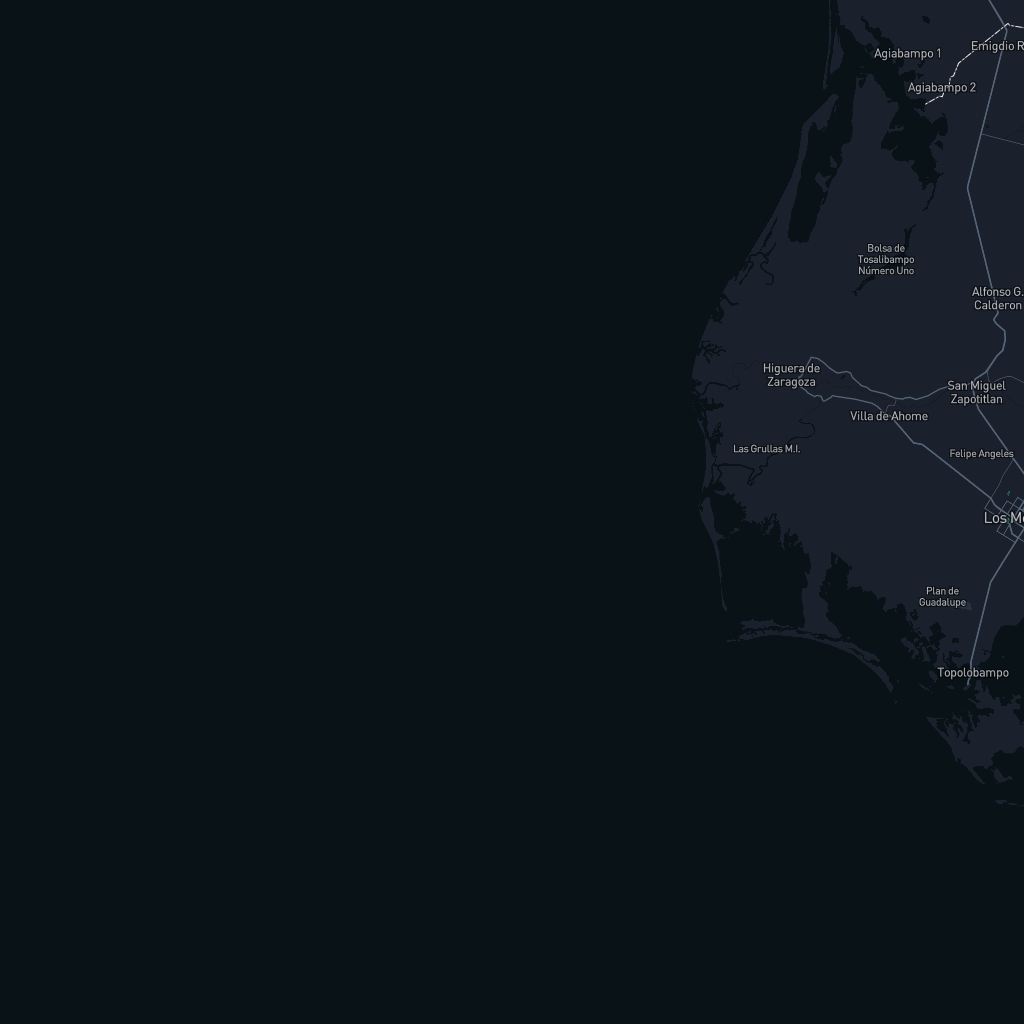 Emigdio R
Agiabampo 1
Agiabampo 2
Bolsa de
Tosalibampo
Número Uno
Alfonso G.
Calderon
Higuera de
Zaragoza
San Miguel
Zapotitlan
Villa de Ahome
Las Grullas M.I.
Felipe Angeles
Los Mo
Plan de
Guadalupe
Topolobampo